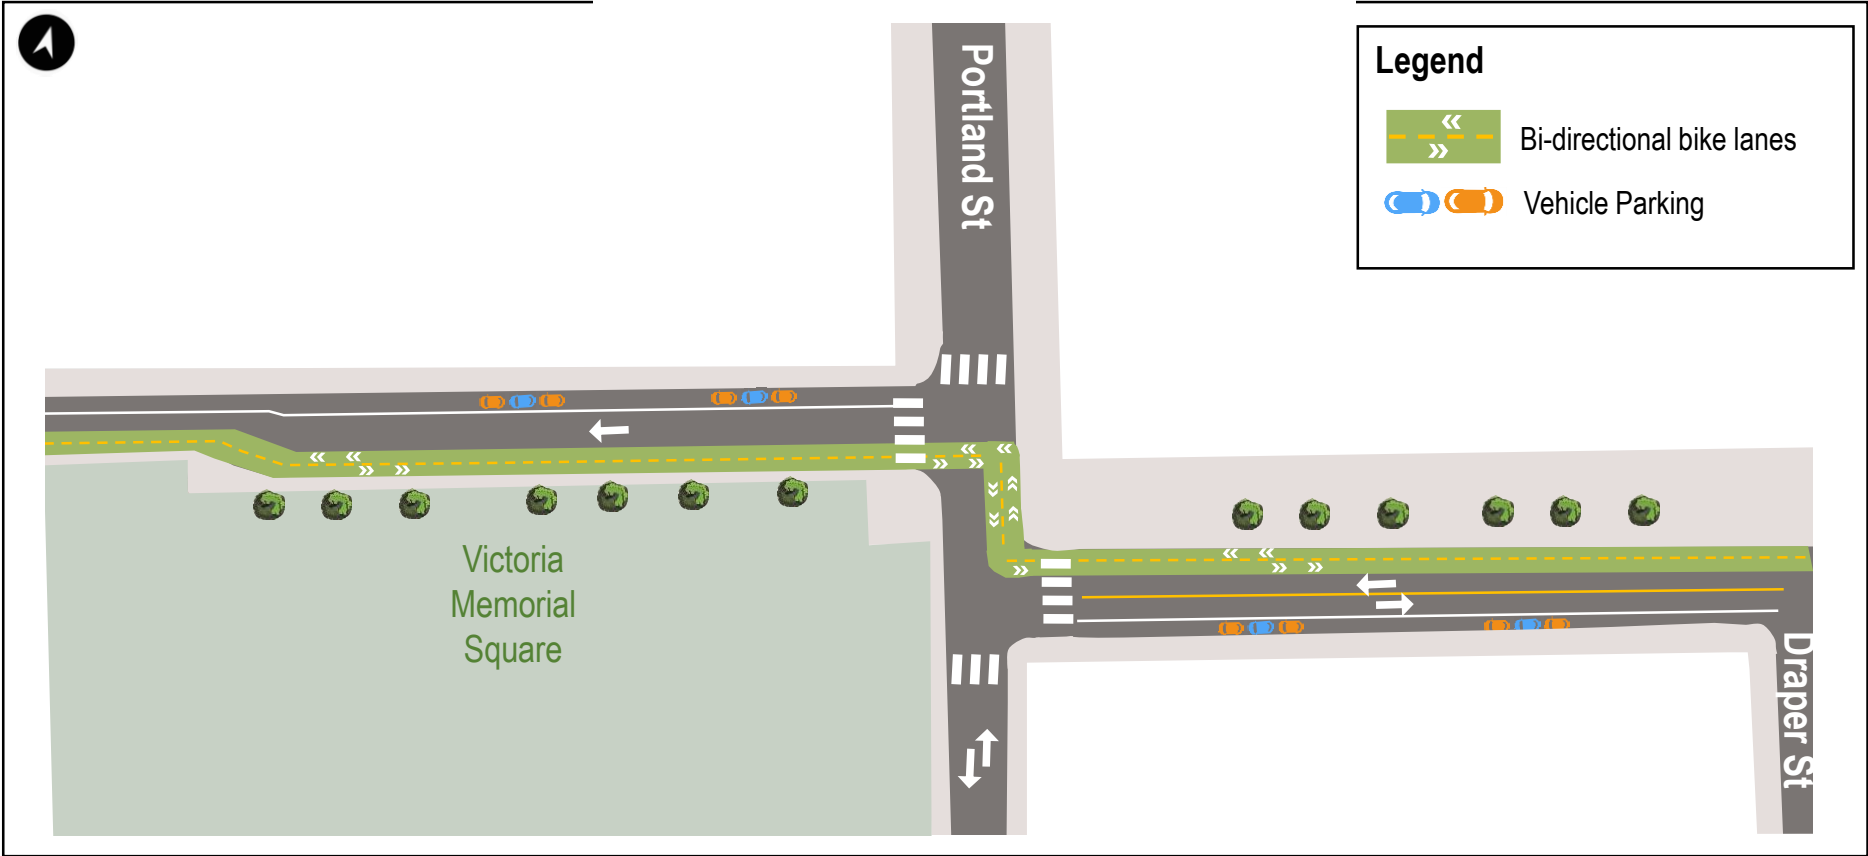 Portland St
Legend
Bi-directional bike lanes
Vehicle Parking
Victoria
Memorial
Square
Draper St